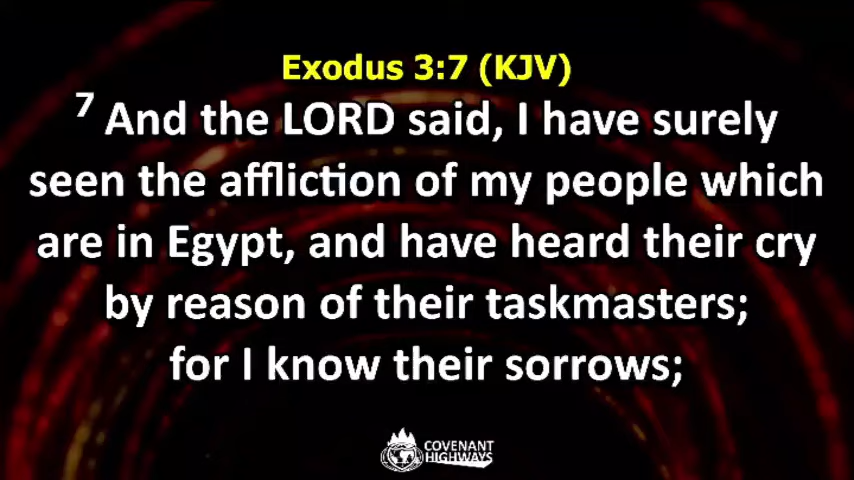 Exodus 3:7 (KJV)
7 And the LORD said, I have surely
seen the affliction of my people which
are in Egypt, and have heard their cry
by reason of their taskmasters;
for I know their sorrows;
COVENANT
HIGHWAYS